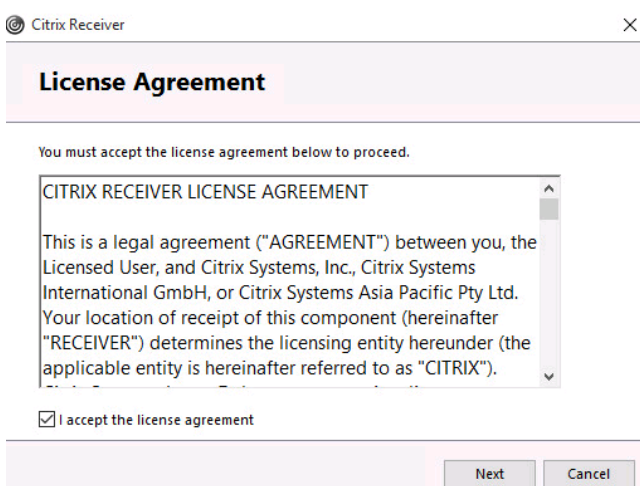 Citrix Receiver
License Agreement
You must accept the license agreement below to proceed.
CITRIX RECEIVER LICENSE AGREEMENT
This is a legal agreement ("AGREEMENT") between you, the
Licensed User, and Citrix Systems, Inc., Citrix Systems
International GmbH, or Citrix Systems Asia Pacific Pty Ltd.
Your location of receipt of this component (hereinafter
"RECEIVER") determines the licensing entity hereunder (the
applicable entity is hereinafter referred to as "CITRIX").
I accept the license agreement
Next
Cancel